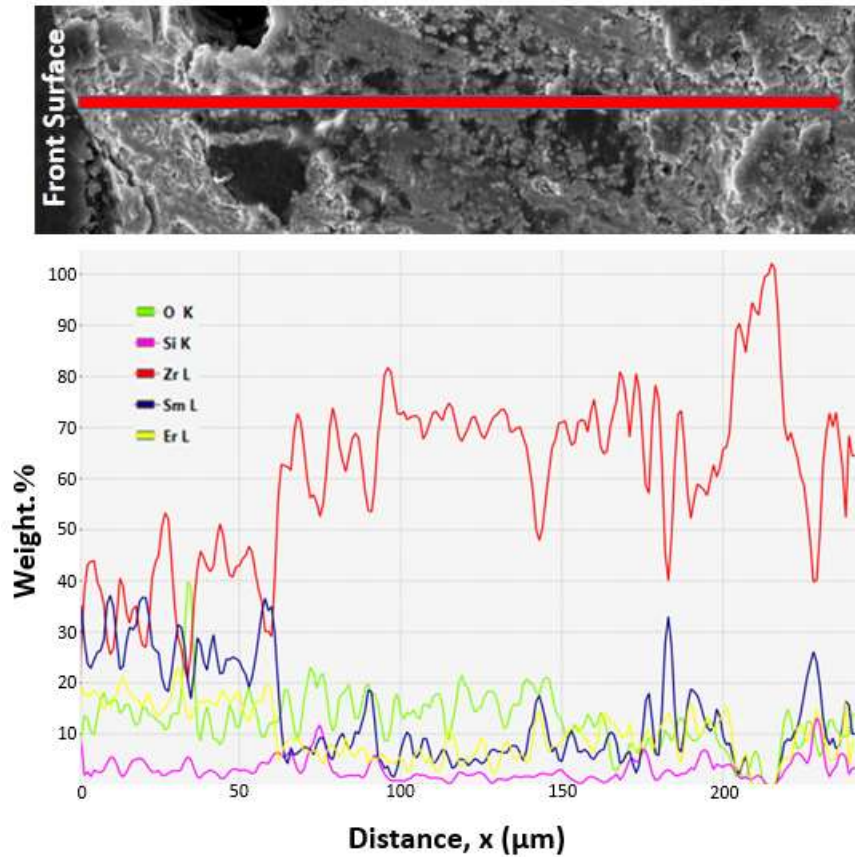 Front Surface
100
90
80
70
60
50
40
30
20
10
O K
Si K
Zr L
Sm L
Er L
Weight.%
0 50 100 150 200
Distance, x (µm)